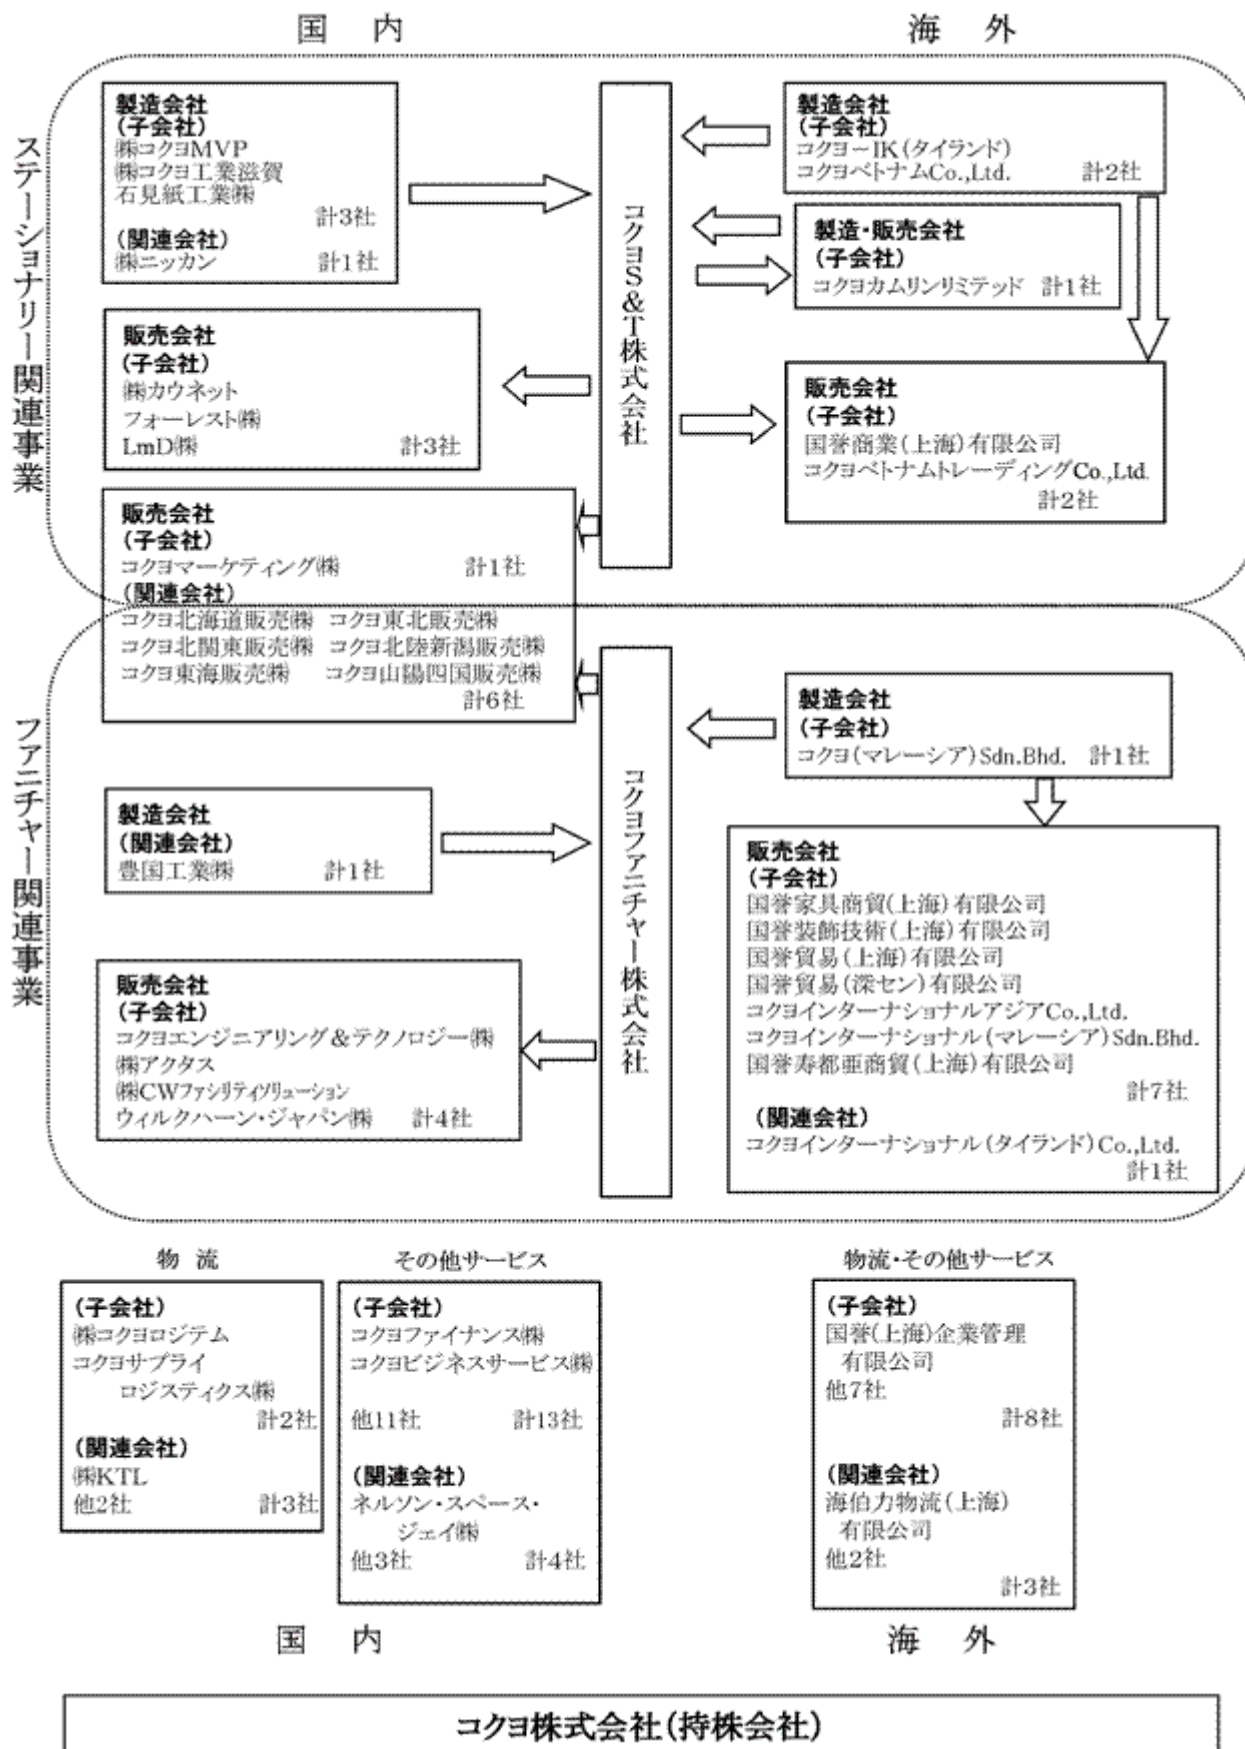 国 内
海 外
ステーショナリー関連事業
製造会社
(子会社)
㈱コクヨMVP
㈱コクヨ工業滋賀
石見紙工業㈱
計3社
(関連会社)
㈱ニッカン 計1社
販売会社
(子会社)
㈱カウネット
フォーレスト㈱
LmD㈱ 計3社
販売会社
(子会社)
コクヨマーケティング㈱ 計1社
(関連会社)
コクヨ北海道販売㈱ コクヨ東北販売㈱
コクヨ北関東販売㈱ コクヨ北陸新潟販売㈱
コクヨ東海販売㈱ コクヨ山陽四国販売㈱
計6社
コクヨS&T株式会社
製造会社
(子会社)
コクヨーIK(タイランド)
コクヨベトナムCo.,Ltd. 計2社
製造・販売会社
(子会社)
コクヨカムリンリミテッド 計1社
販売会社
(子会社)
国誉商業(上海)有限公司
コクヨベトナムトレーディングCo.,Ltd.
計2社
ファニチャー関連事業
製造会社
(関連会社)
豊国工業㈱ 計1社
販売会社
(子会社)
コクヨエンジニアリング&テクノロジー㈱
㈱アクタス
㈱CWファシリティソリューション
ウィルクハーン・ジャパン㈱ 計4社
コクヨファニチャー株式会社
製造会社
(子会社)
コクヨ(マレーシア)Sdn.Bhd. 計1社
販売会社
(子会社)
国誉家具商貿(上海)有限公司
国誉装飾技術(上海)有限公司
国誉貿易(上海)有限公司
国誉貿易(深セン)有限公司
コクヨインターナショナルアジアCo.,Ltd.
コクヨインターナショナル(マレーシア)Sdn.Bhd.
国誉寿都亜商貿(上海)有限公司
計7社
(関連会社)
コクヨインターナショナル(タイランド)Co.,Ltd.
計1社
物 流
(子会社)
㈱コクヨロジテム
コクヨサプライ
ロジスティクス㈱
計2社
(関連会社)
㈱KTL
他2社 計3社
その他サービス
(子会社)
コクヨファイナンス㈱
コクヨビジネスサービス㈱
他11社 計13社
(関連会社)
ネルソン・スペース・
ジェイ㈱
他3社 計4社
物流・その他サービス
(子会社)
国誉(上海)企業管理
有限公司
他7社
計8社
(関連会社)
海伯力物流(上海)
有限公司
他2社
計3社
国 内
海 外
コクヨ株式会社(持株会社)